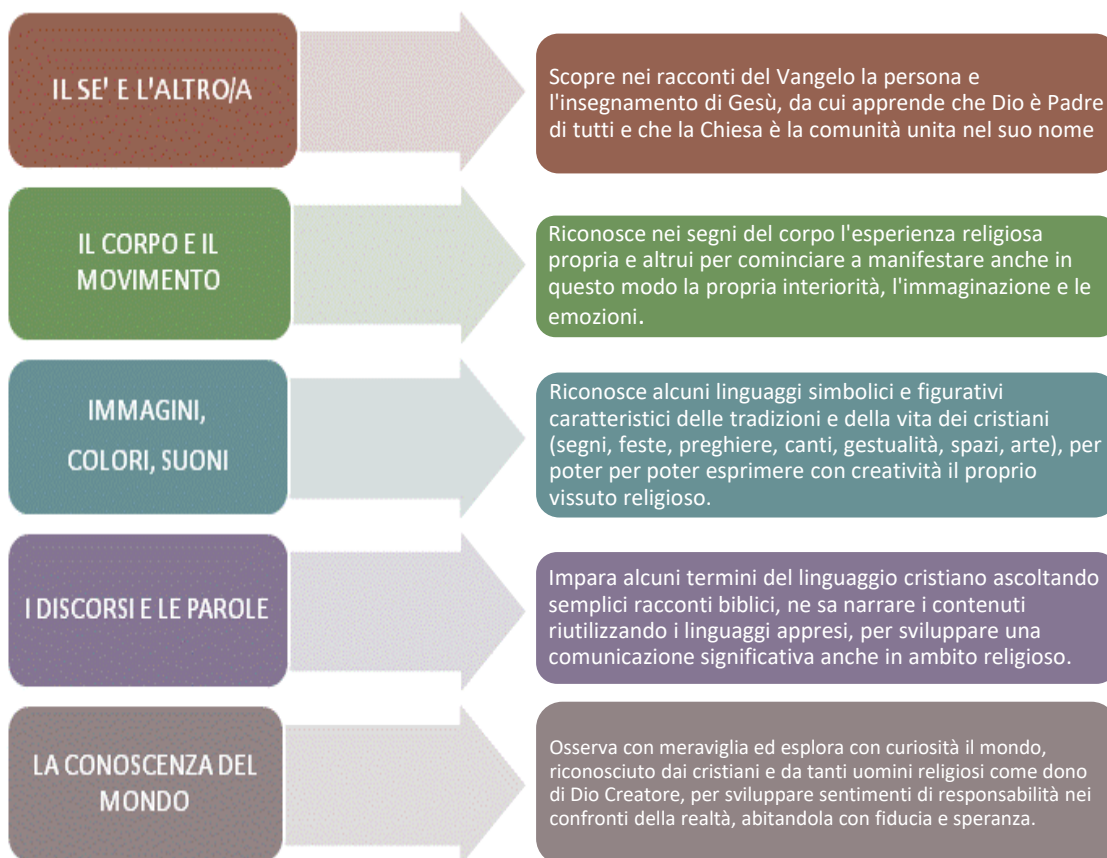 IL SE' E L'ALTRO/A
Scopre nei racconti del Vangelo la persona e
l'insegnamento di Gesù, da cui apprende che Dio è Padre
di tutti e che la Chiesa è la comunità unita nel suo nome
IL CORPO E IL
MOVIMENTO
Riconosce nei segni del corpo l'esperienza religiosa
propria e altrui per cominciare a manifestare anche in
questo modo la propria interiorità, l'immaginazione e le
emozioni.
IMMAGINI,
COLORI, SUONI
Riconosce alcuni linguaggi simbolici e figurativi
caratteristici delle tradizioni e della vita dei cristiani
(segni, feste, preghiere, canti, gestualità, spazi, arte), per
poter per poter esprimere con creatività il proprio
vissuto religioso.
I DISCORSI E LE PAROLE
Impara alcuni termini del linguaggio cristiano ascoltando
semplici racconti biblici, ne sa narrare i contenuti
riutilizzando i linguaggi appresi, per sviluppare una
comunicazione significativa anche in ambito religioso.
LA CONOSCENZA DEL
MONDO
Osserva con meraviglia ed esplora con curiosità il mondo,
riconosciuto dai cristiani e da tanti uomini religiosi come dono
di Dio Creatore, per sviluppare sentimenti di responsabilità nei
confronti della realtà, abitandola con fiducia e speranza.